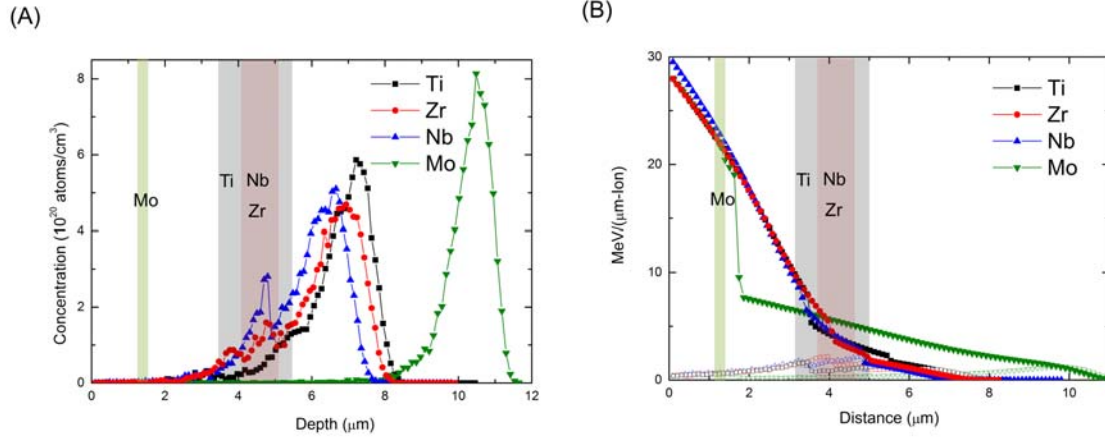 (A)
(B)
8
6
4
2
0
Concentration (10²⁰ atoms/cm³)
Ti
Zr
Nb
Mo
Mo
Ti
Nb
Zr
0 2 4 6 8 10 12
Depth (μm)
30
20
10
0
MeV/(μm-Ion)
Ti
Zr
Nb
Mo
Mo
Ti
Nb
Zr
0 2 4 6 8 10
Distance (μm)